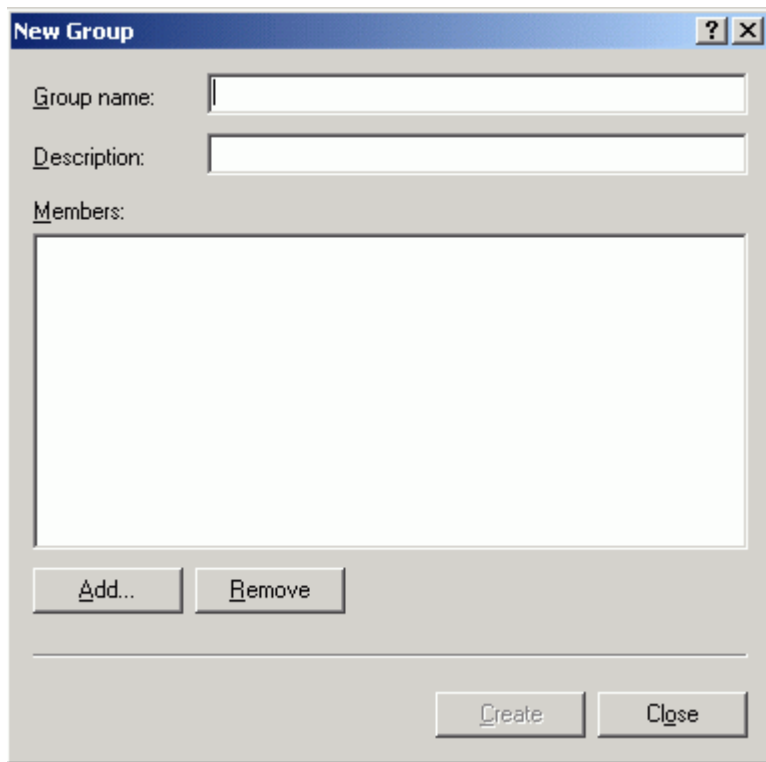 New Group
Group name:
Description:
Members:
Add... Remove
Create Close